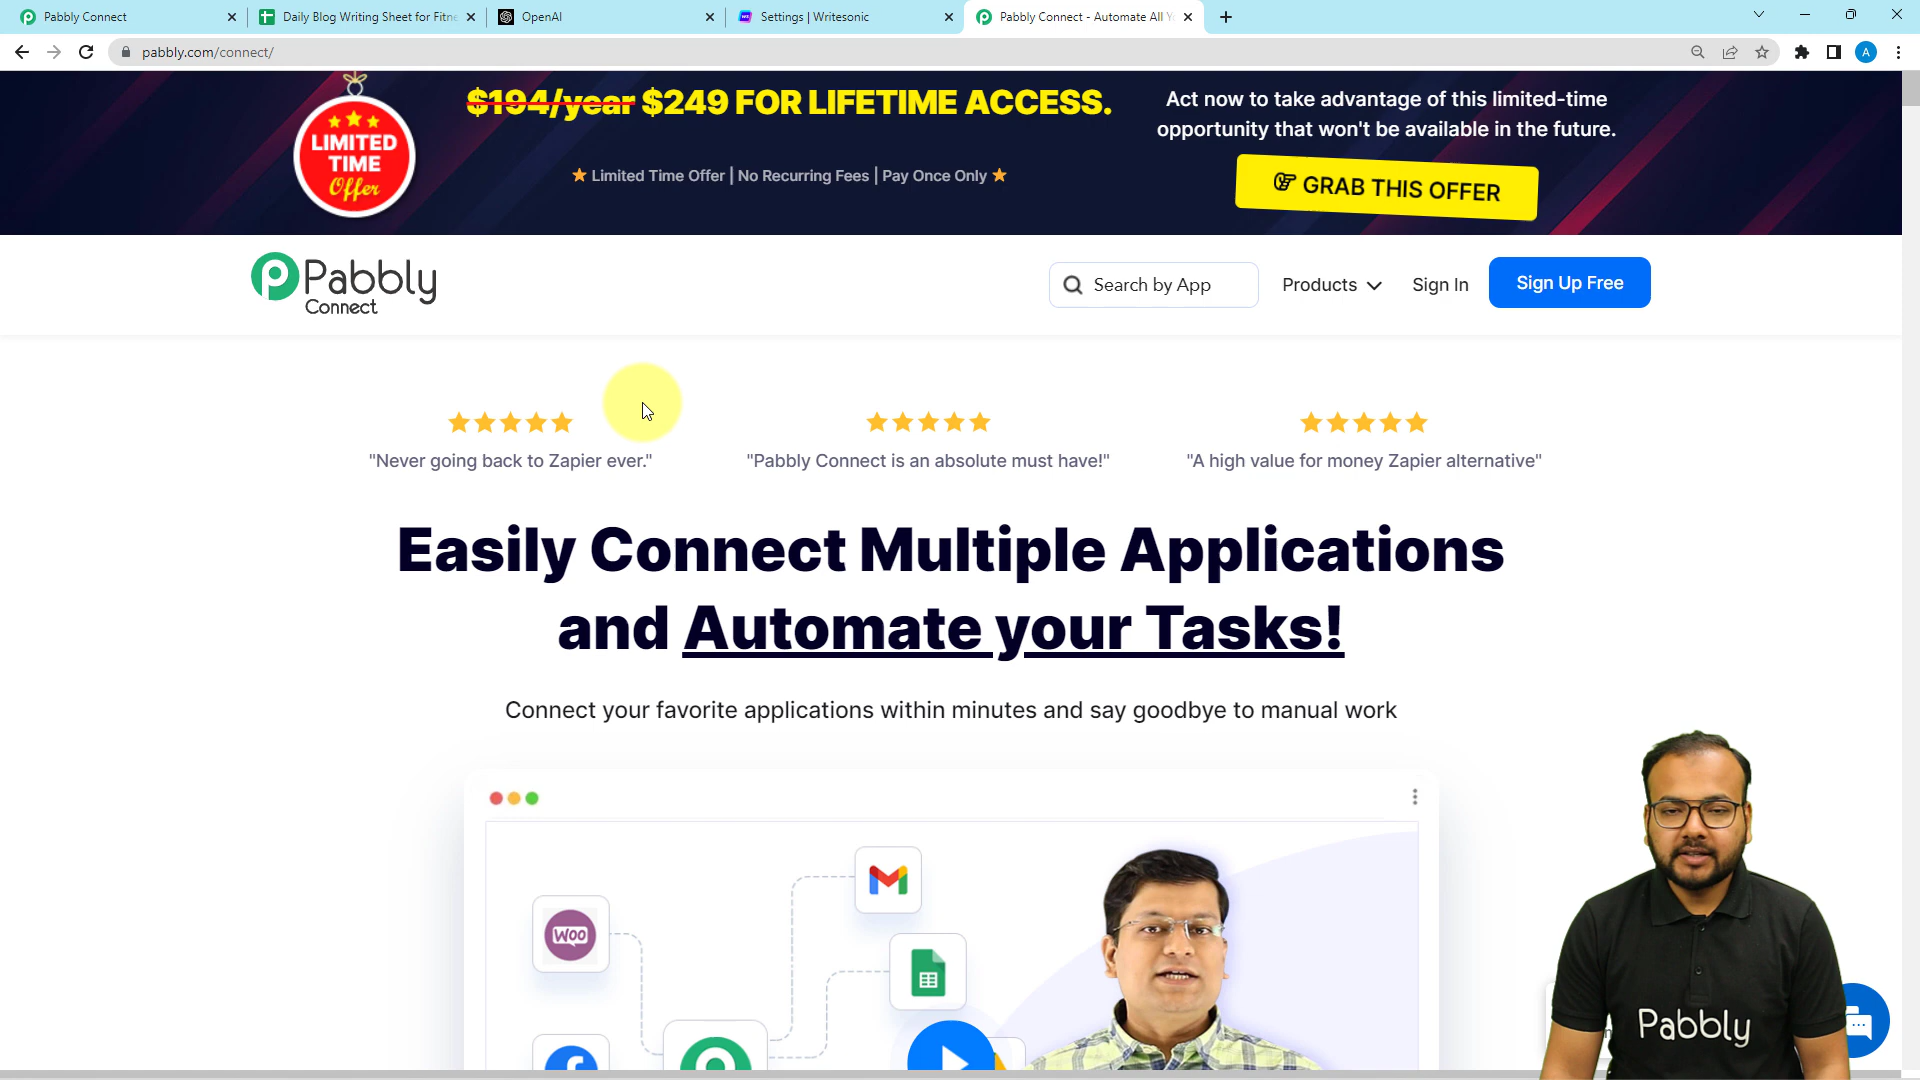 Pabbly Connect
Daily Blog Writing Sheet for Fitne
OpenAI
Settings | Writesonic
Pabbly Connect - Automate All Y
pabbly.com/connect/
A
LIMITED
TIME
Offer
$194/year $249 FOR LIFETIME ACCESS.
Limited Time Offer | No Recurring Fees | Pay Once Only
Act now to take advantage of this limited-time
opportunity that won't be available in the future.
GRAB THIS OFFER
Pabbly
Connect
Search by App
Products
Sign In
Sign Up Free
"Never going back to Zapier ever."
"Pabbly Connect is an absolute must have!"
"A high value for money Zapier alternative"
Easily Connect Multiple Applications
and Automate your Tasks!
Connect your favorite applications within minutes and say goodbye to manual work
WOO
Pabbly